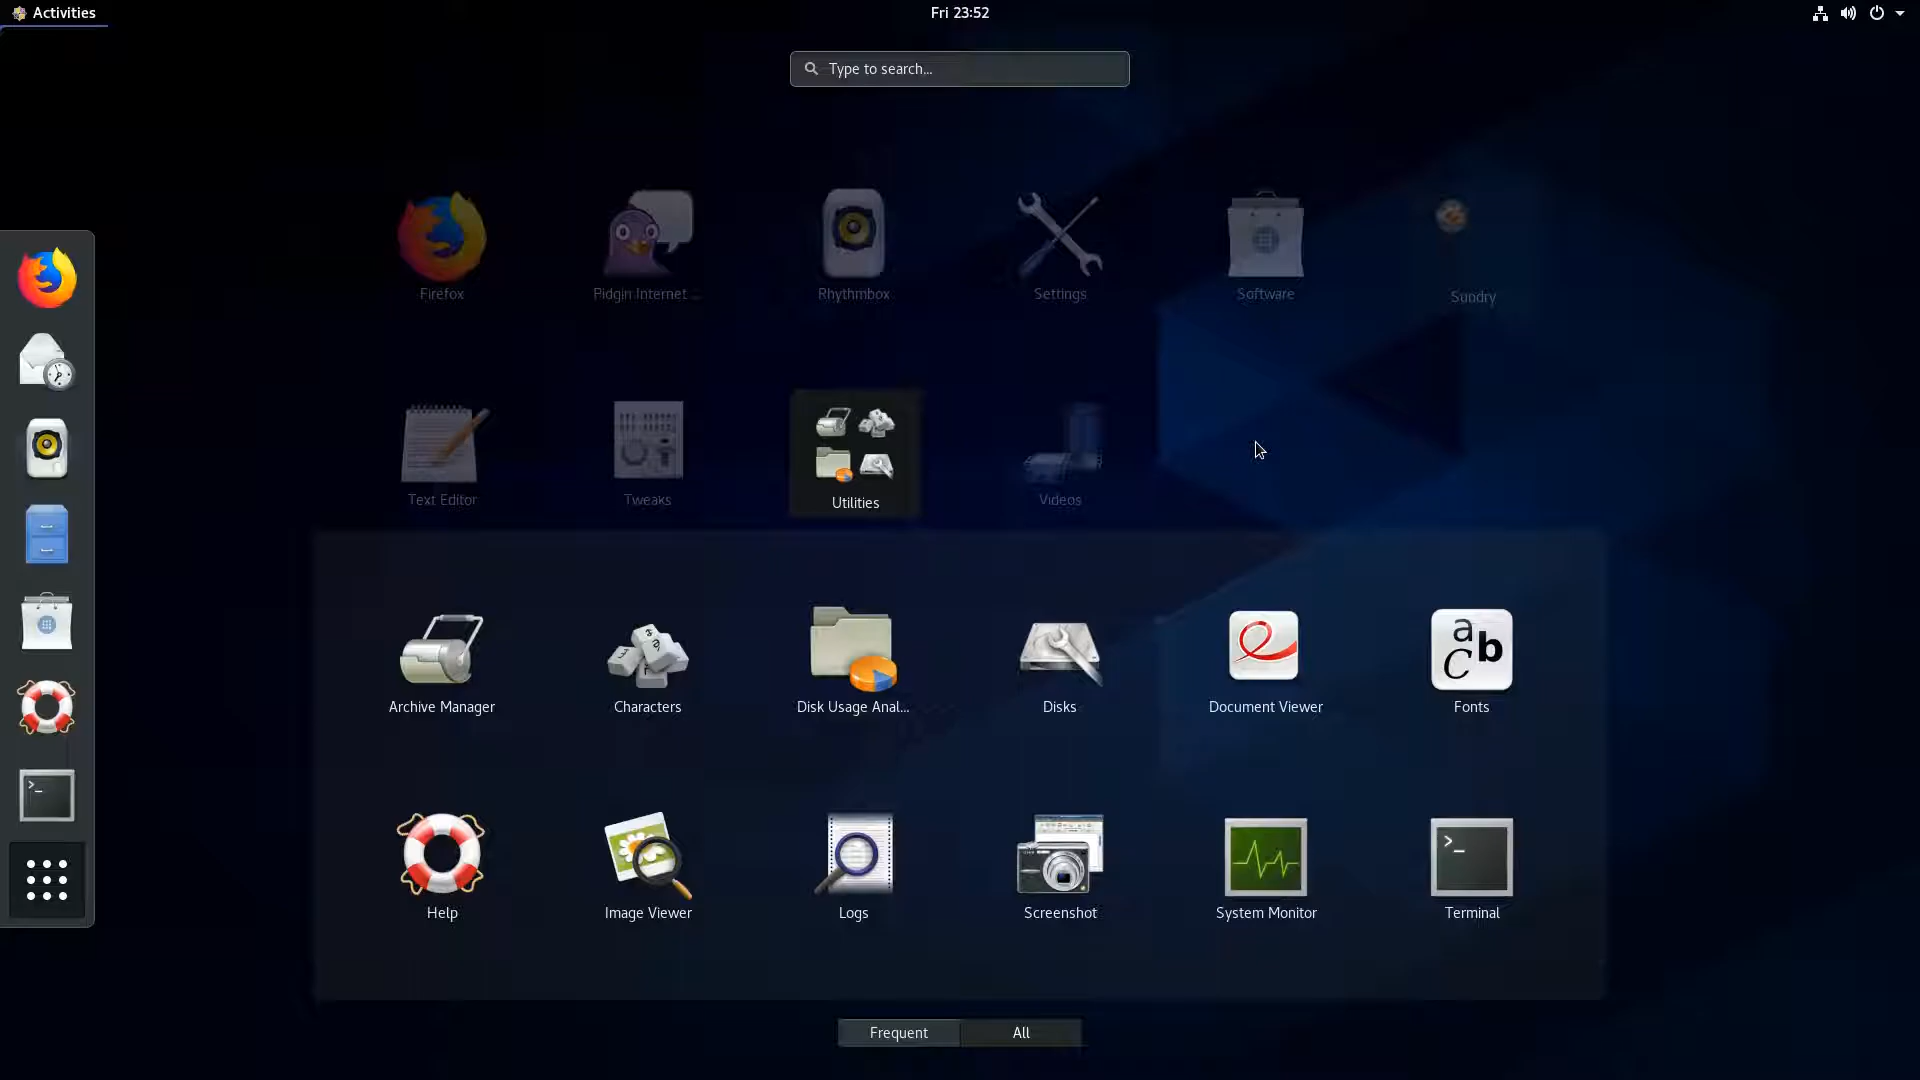 Activities
Fri 23:52
Type to search...
Firefox
Pidgin Internet ...
Rhythmbox
Settings
Software
Sundry
Text Editor
Tweaks
Utilities
Videos
Archive Manager
Characters
Disk Usage Anal...
Disks
Document Viewer
Fonts
Help
Image Viewer
Logs
Screenshot
System Monitor
Terminal
Frequent
All